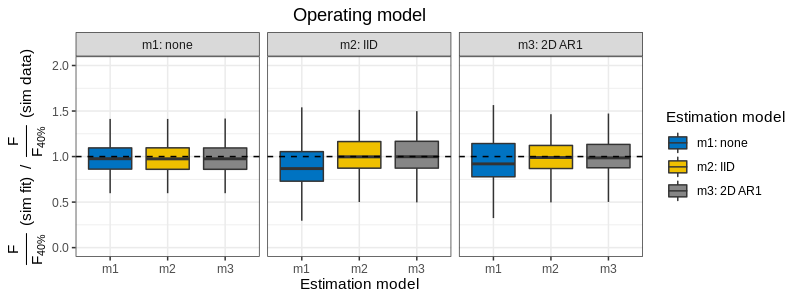 Operating model
m1: none
m2: IID
m3: 2D AR1
F
F40%
(sim fit) /
F
F40%
(sim data)
2.0
1.5
1.0
0.5
0.0
m1 m2 m3
m1 m2 m3
m1 m2 m3
Estimation model
Estimation model
m1: none
m2: IID
m3: 2D AR1